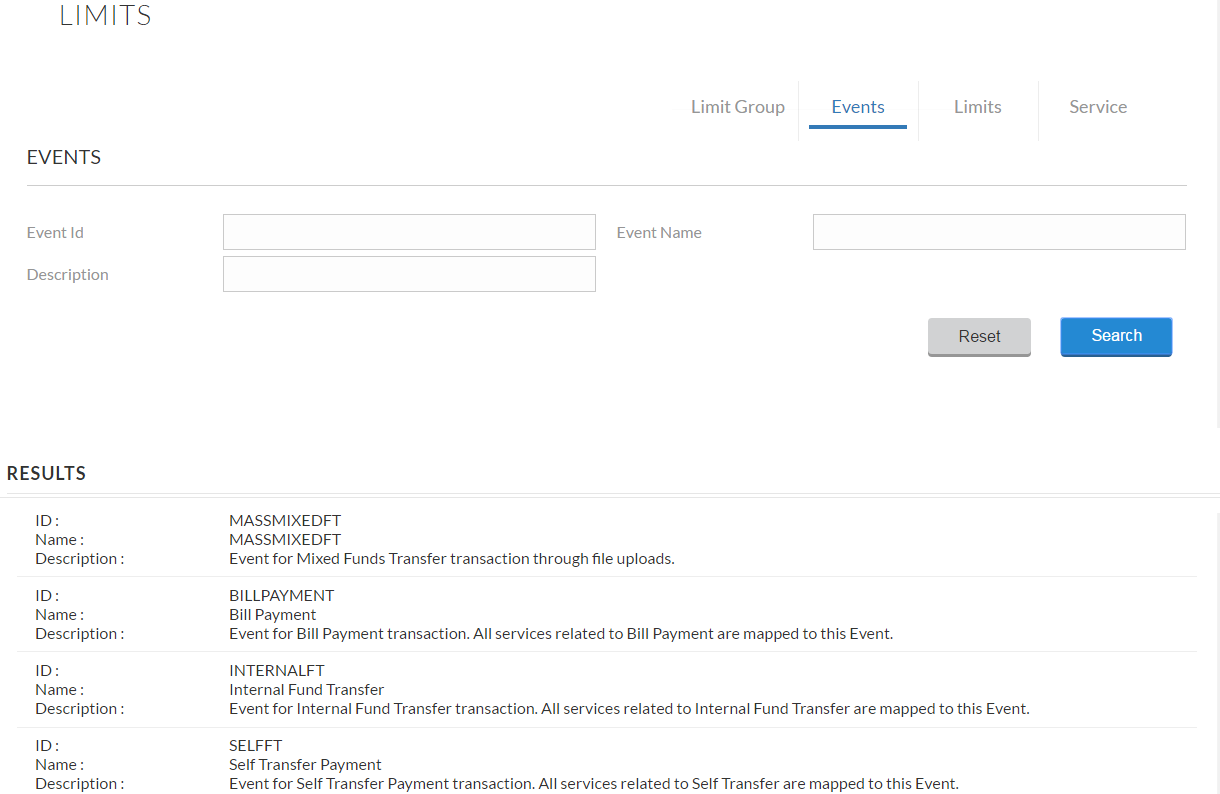 LIMITS
Limit Group Events Limits Service
EVENTS
Event Id Event Name
Description
Reset Search
RESULTS
ID : MASSMIXEDFT
Name : MASSMIXEDFT
Description : Event for Mixed Funds Transfer transaction through file uploads.
ID : BILLPAYMENT
Name : Bill Payment
Description : Event for Bill Payment transaction. All services related to Bill Payment are mapped to this Event.
ID : INTERNALFT
Name : Internal Fund Transfer
Description : Event for Internal Fund Transfer transaction. All services related to Internal Fund Transfer are mapped to this Event.
ID : SELFFT
Name : Self Transfer Payment
Description : Event for Self Transfer Payment transaction. All services related to Self Transfer are mapped to this Event.